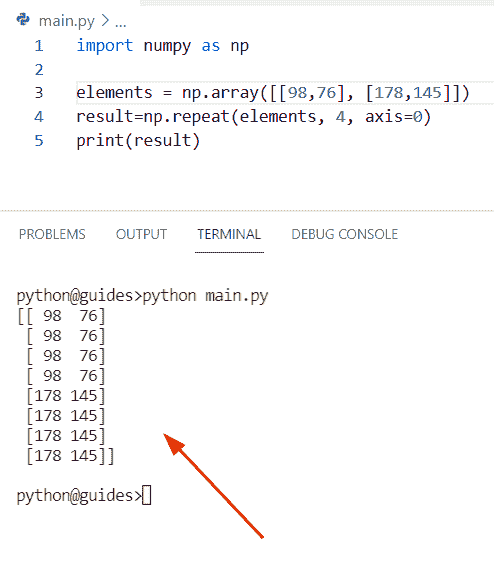 main.py > ...
1 import numpy as np
2
3 elements = np.array([[98,76], [178,145]])
4 result=np.repeat(elements, 4, axis=0)
5 print(result)
PROBLEMS OUTPUT TERMINAL DEBUG CONSOLE
python@guides>python main.py
[[ 98  76]
 [ 98  76]
 [ 98  76]
 [ 98  76]
 [178 145]
 [178 145]
 [178 145]
 [178 145]]
python@guides>